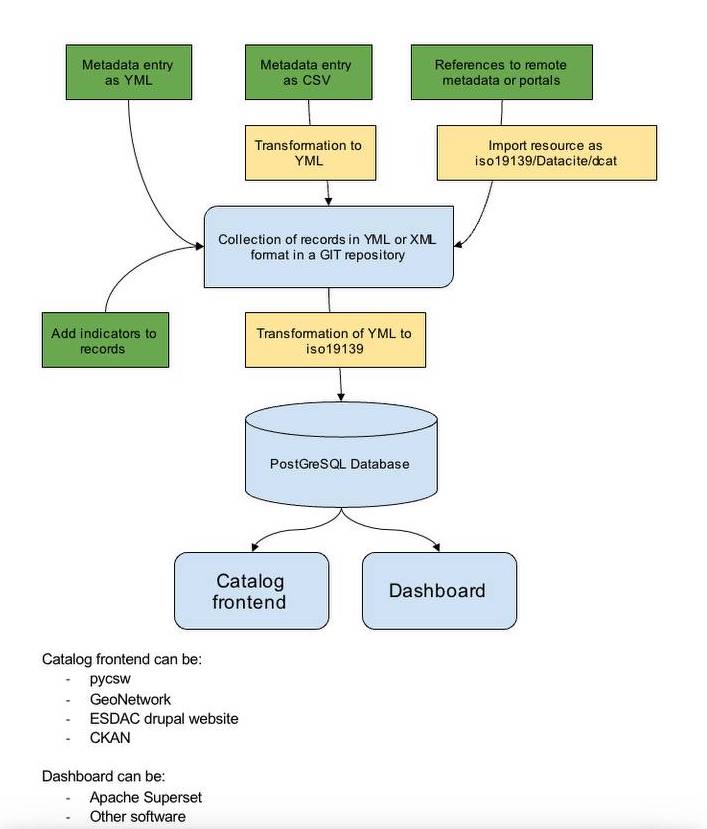 Metadata entry
as YML
Metadata entry
as CSV
References to remote
metadata or portals
Transformation to
YML
Import resource as
iso19139/Datacite/dcat
Collection of records in YML or XML
format in a GIT repository
Add indicators to
records
Transformation of YML to
iso19139
PostGreSQL Database
Catalog
frontend
Dashboard
Catalog frontend can be:
- pycsw
- GeoNetwork
- ESDAC drupal website
- CKAN
Dashboard can be:
- Apache Superset
- Other software